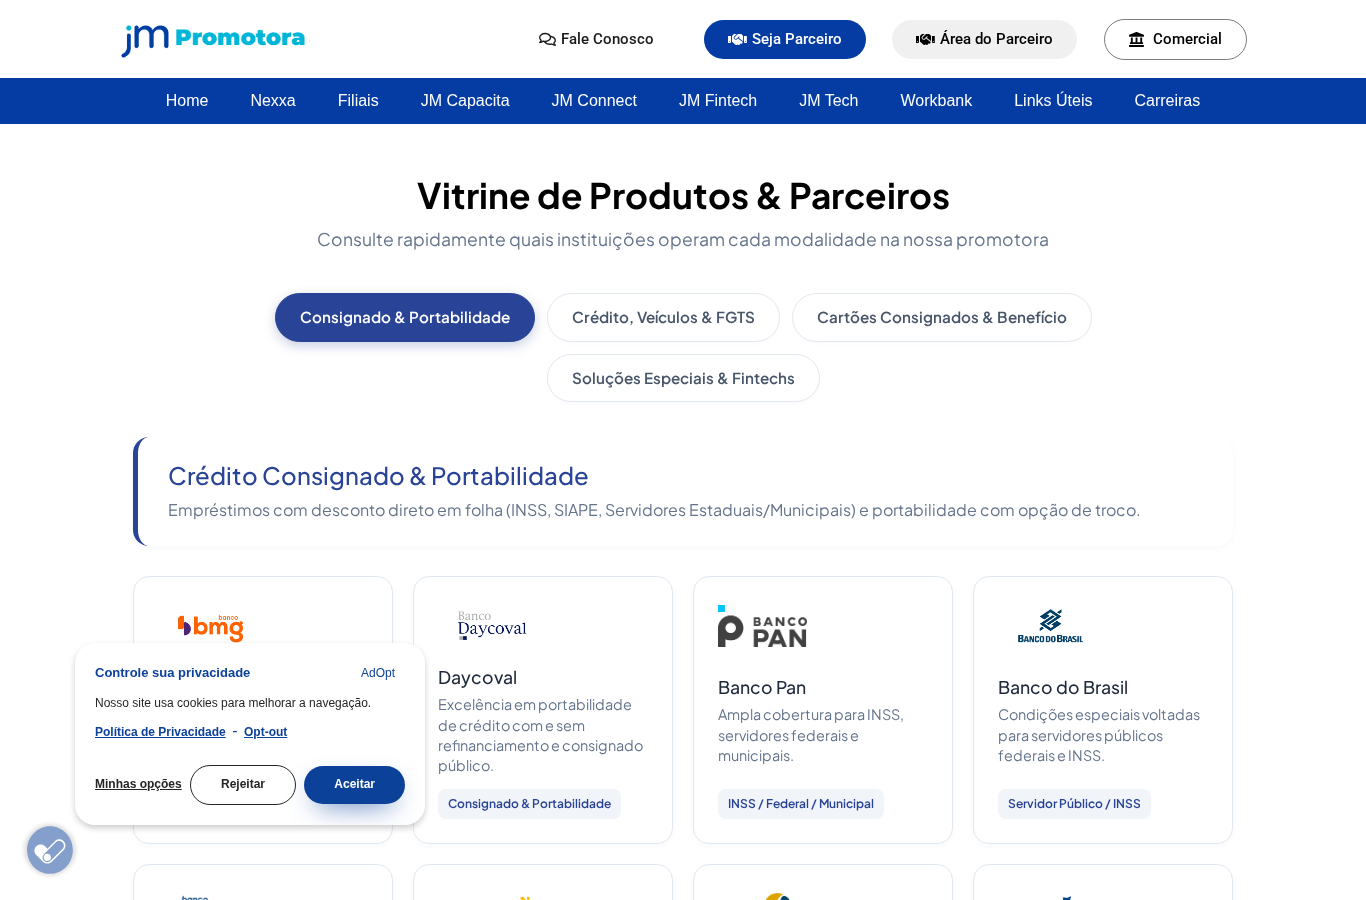 jm Promotora
Fale Conosco
Seja Parceiro
Área do Parceiro
Comercial
Home
Nexxa
Filiais
JM Capacita
JM Connect
JM Fintech
JM Tech
Workbank
Links Úteis
Carreiras
Vitrine de Produtos & Parceiros
Consulte rapidamente quais instituições operam cada modalidade na nossa promotora
Consignado & Portabilidade
Crédito, Veículos & FGTS
Cartões Consignados & Benefício
Soluções Especiais & Fintechs
Crédito Consignado & Portabilidade
Empréstimos com desconto direto em folha (INSS, SIAPE, Servidores Estaduais/Municipais) e portabilidade com opção de troco.
banco
bmg
Banco
Daycoval
Daycoval
Excelência em portabilidade
de crédito com e sem
refinanciamento e consignado
público.
Consignado & Portabilidade
BANCO
PAN
Banco Pan
Ampla cobertura para INSS,
servidores federais e
municipais.
INSS / Federal / Municipal
BANCO DO BRASIL
Banco do Brasil
Condições especiais voltadas
para servidores públicos
federais e INSS.
Servidor Público / INSS
Controle sua privacidade
AdOpt
Nosso site usa cookies para melhorar a navegação.
Política de Privacidade - Opt-out
Minhas opções
Rejeitar
Aceitar
banco